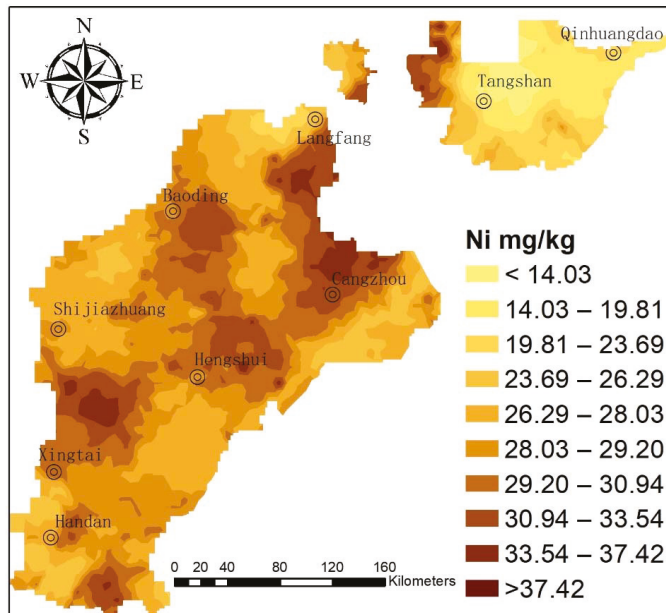 N
W E
S
Qinhuangdao
Tangshan
Langfang
Baoding
Cangzhou
Shijiazhuang
Hengshui
Xingtai
Handan
Ni mg/kg
< 14.03
14.03 – 19.81
19.81 – 23.69
23.69 – 26.29
26.29 – 28.03
28.03 – 29.20
29.20 – 30.94
30.94 – 33.54
33.54 – 37.42
>37.42
0 20 40 80 120 160
Kilometers